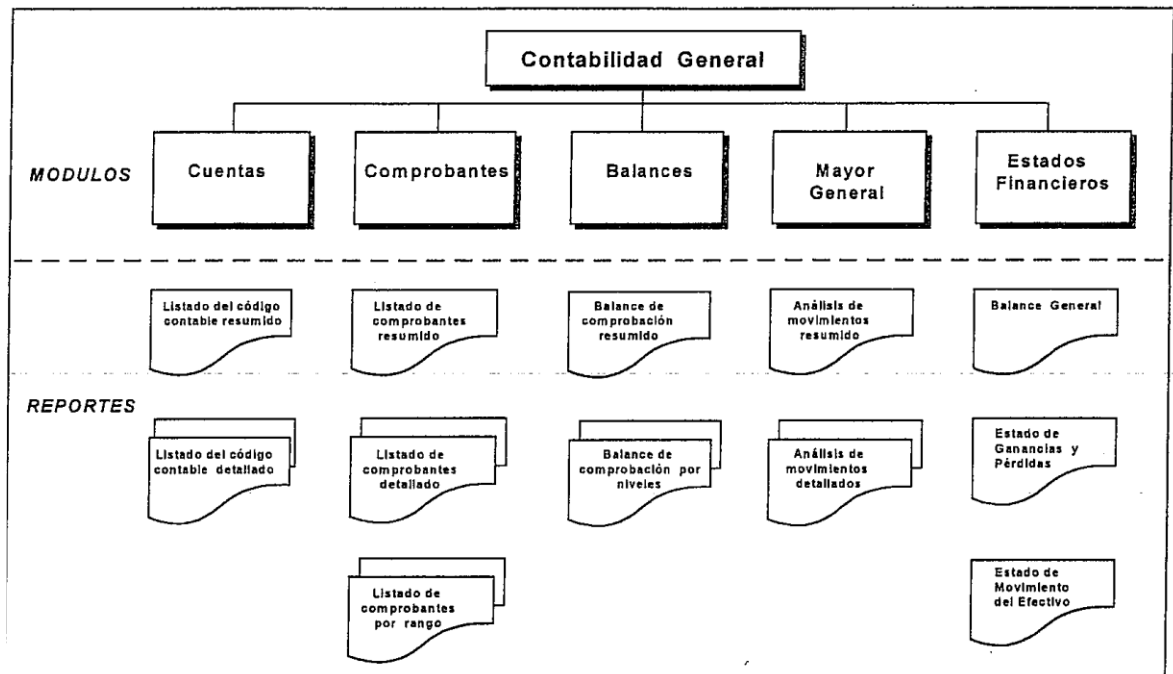 Contabilidad General
MODULOS
Cuentas
Comprobantes
Balances
Mayor
General
Estados
Financieros
Listado del código
contable resumido
Listado de
comprobantes
resumido
Balance de
comprobación
resumido
Análisis de
movimientos
resumido
Balance General
REPORTES
Listado del código
contable detallado
Listado de
comprobantes
detallado
Balance de
comprobación por
niveles
Análisis de
movimientos
detallados
Estado de
Ganancias y
Pérdidas
Listado de
comprobantes
por rango
Estado de
Movimiento
del Efectivo